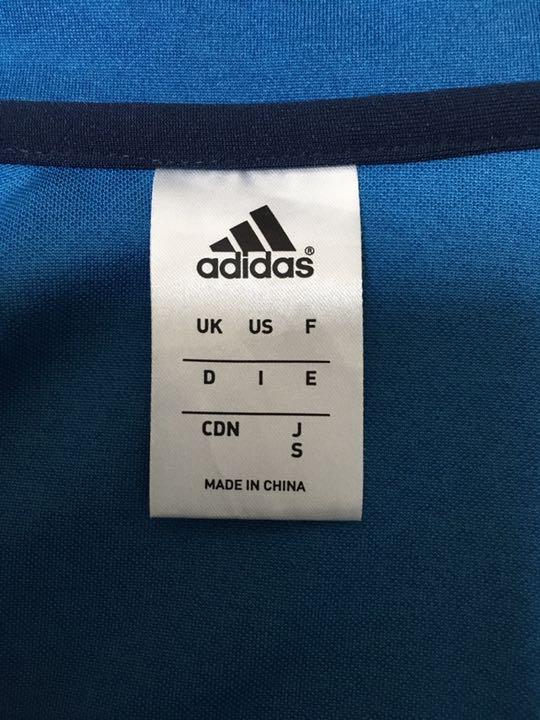 adidas®
UK US F
D I E
CDN J
S
MADE IN CHINA